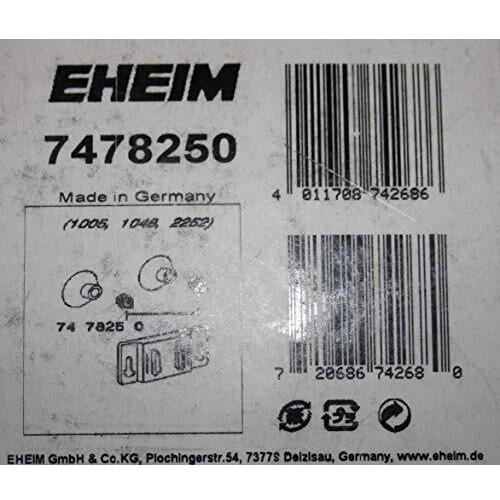 EHEIM
7478250
Made in Germany
(1005, 1048, 2252)
74 7825 0
4 011708 742686
7 20686 74268 0
EHEIM GmbH & Co.KG, Plochingerstr.54, 73779 Deizisau, Germany, www.eheim.de